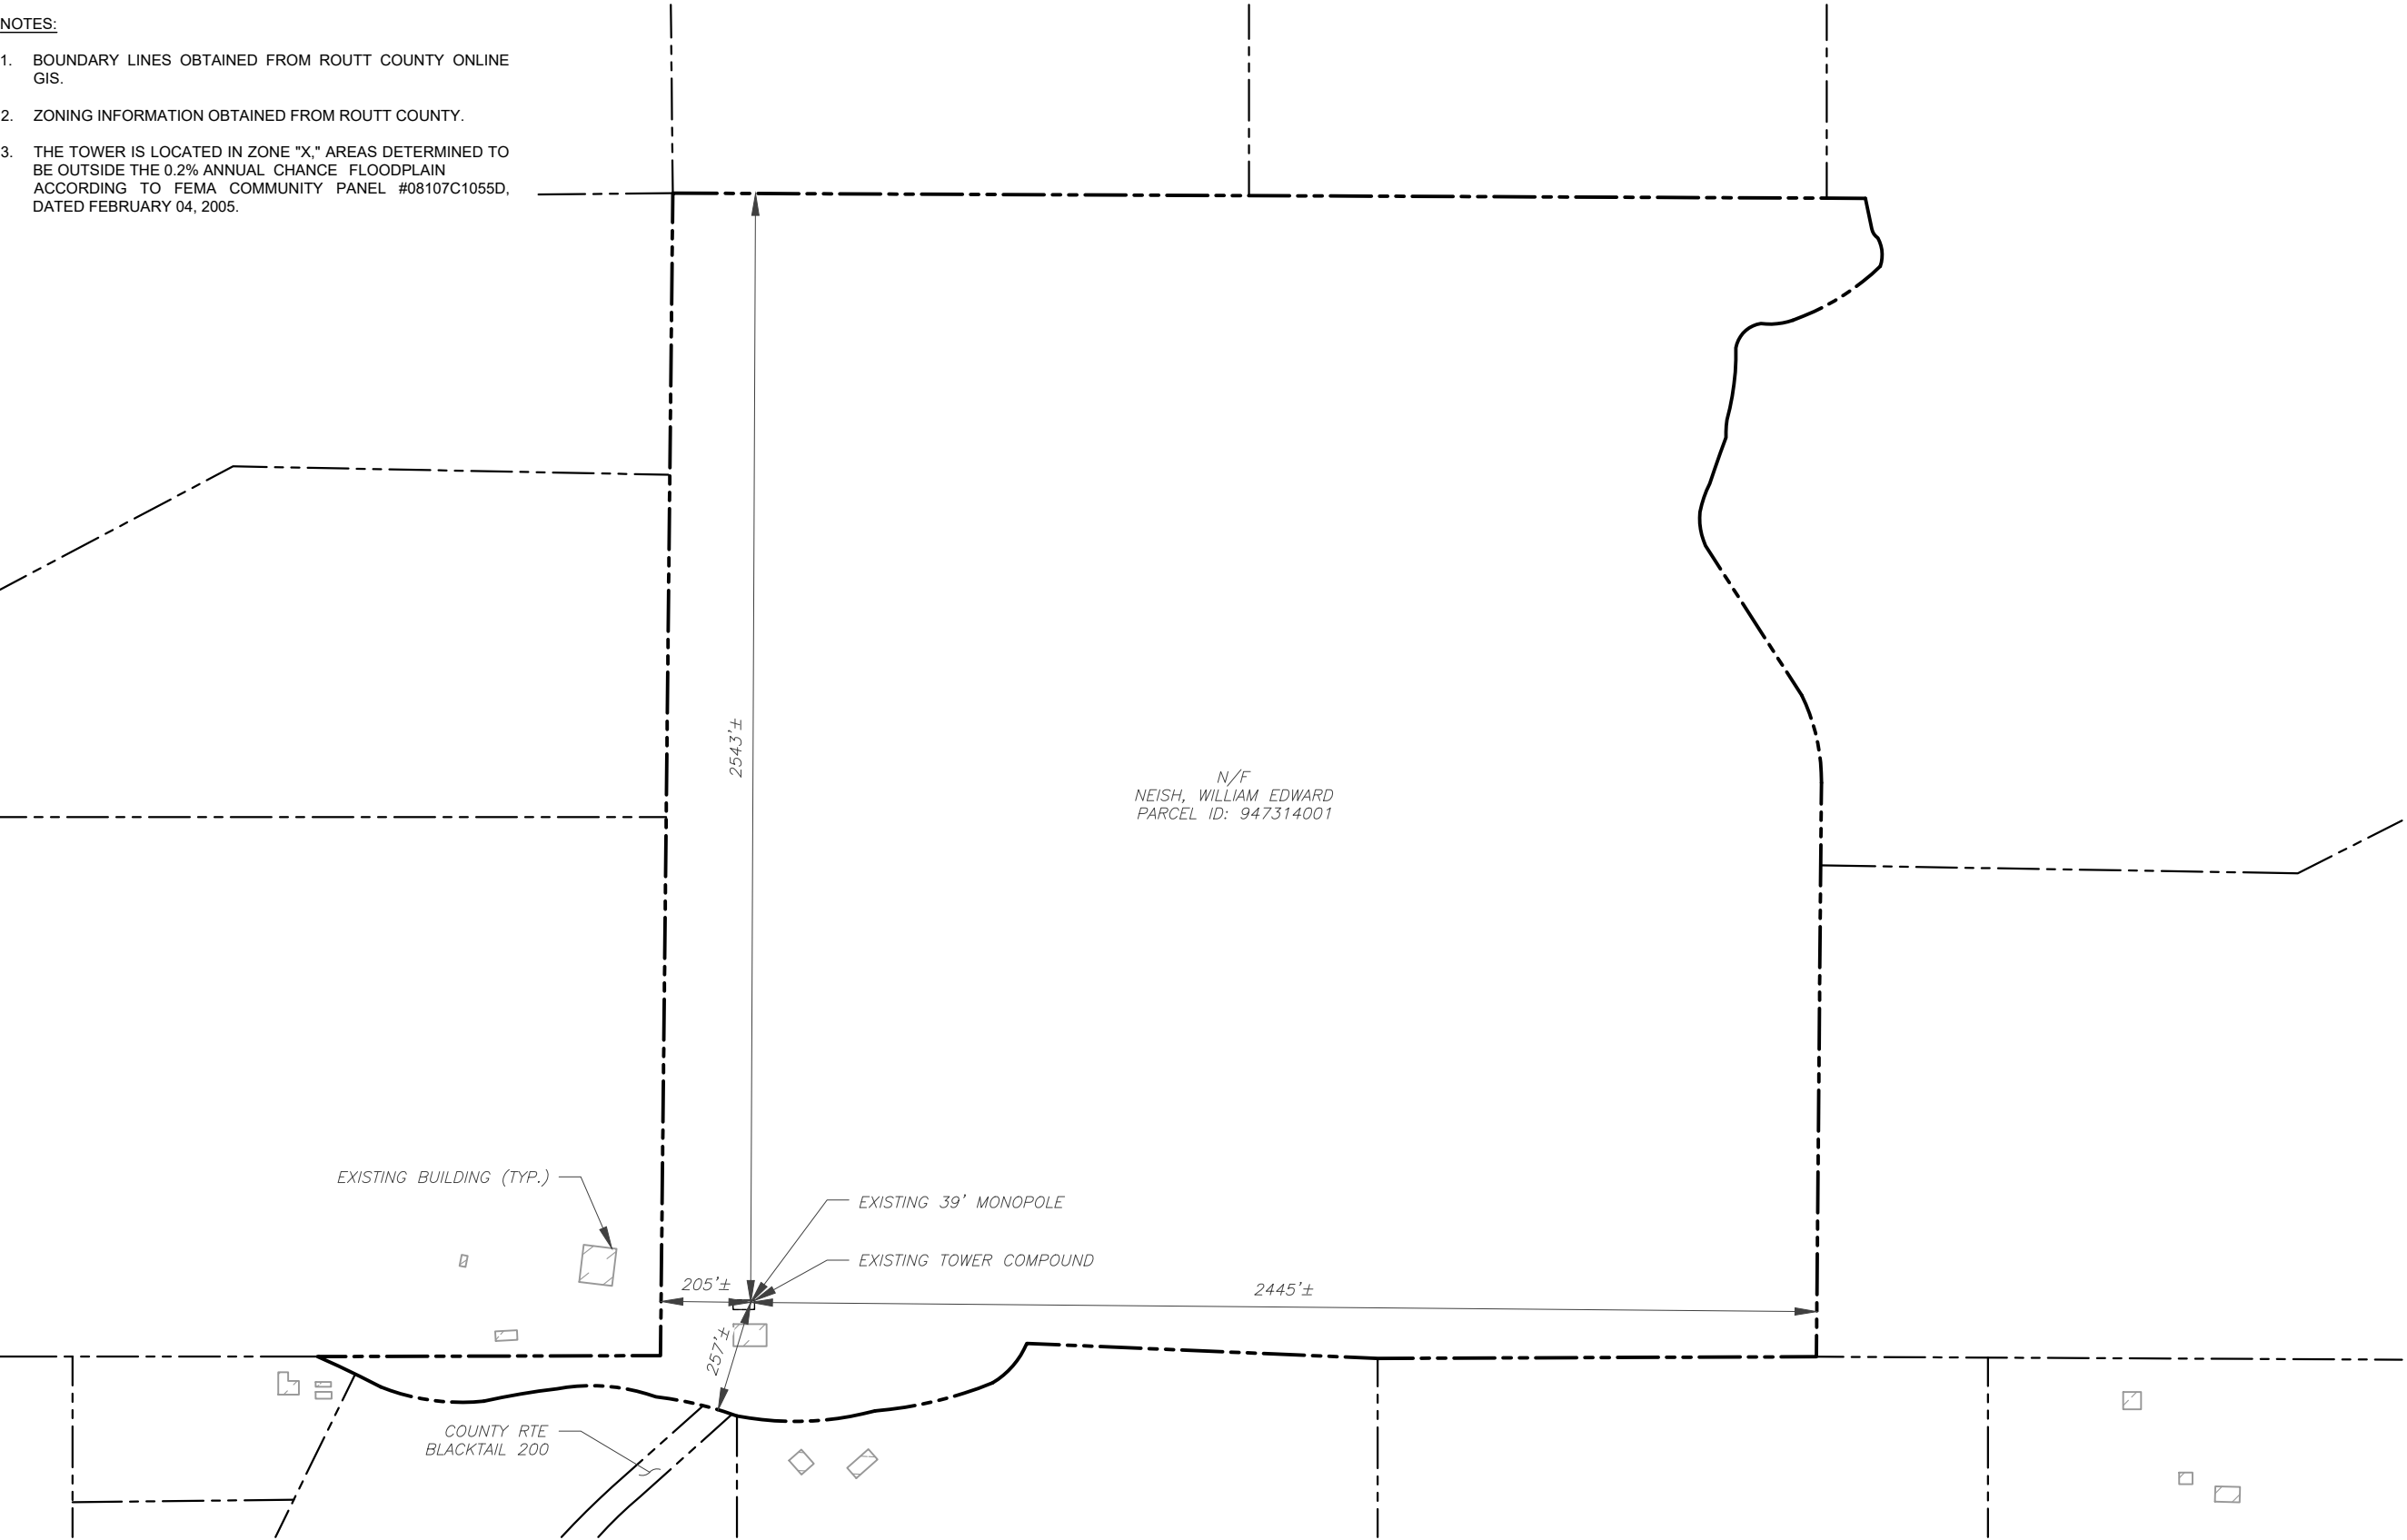 NOTES:
1. BOUNDARY LINES OBTAINED FROM ROUTT COUNTY ONLINE
GIS.
2. ZONING INFORMATION OBTAINED FROM ROUTT COUNTY.
3. THE TOWER IS LOCATED IN ZONE "X," AREAS DETERMINED TO
BE OUTSIDE THE 0.2% ANNUAL CHANCE FLOODPLAIN
ACCORDING TO FEMA COMMUNITY PANEL #08107C1055D,
DATED FEBRUARY 04, 2005.
2543'±
N/F
NEISH, WILLIAM EDWARD
PARCEL ID: 947314001
EXISTING BUILDING (TYP.)
EXISTING 39' MONOPOLE
EXISTING TOWER COMPOUND
205'±
2445'±
257'±
COUNTY RTE
BLACKTAIL 200